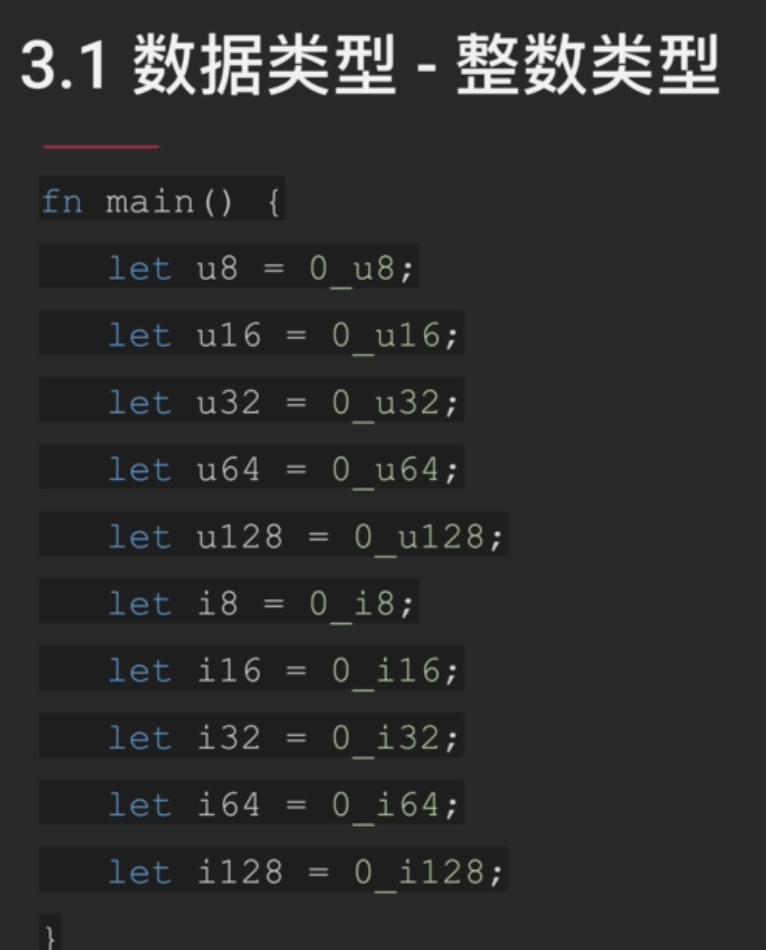 3.1 数据类型 - 整数类型
fn main() {
    let u8 = 0_u8;
    let u16 = 0_u16;
    let u32 = 0_u32;
    let u64 = 0_u64;
    let u128 = 0_u128;
    let i8 = 0_i8;
    let i16 = 0_i16;
    let i32 = 0_i32;
    let i64 = 0_i64;
    let i128 = 0_i128;
}